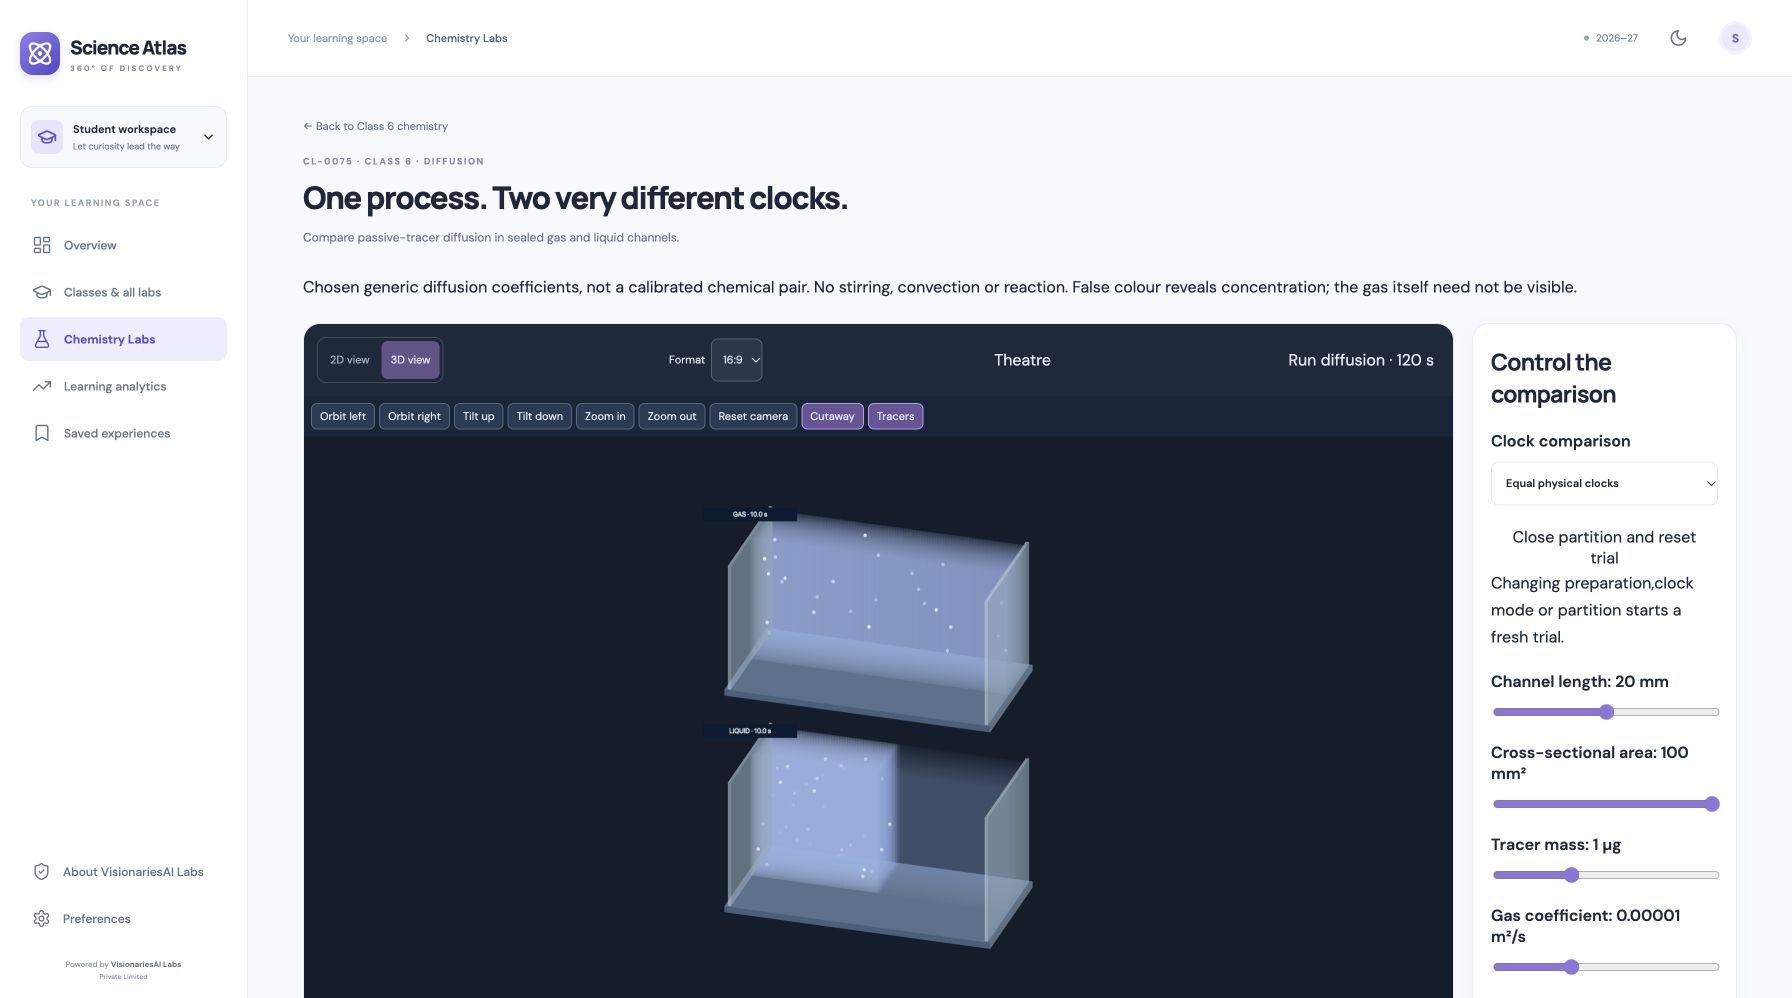 Science Atlas
360° OF DISCOVERY
Student workspace
Let curiosity lead the way
YOUR LEARNING SPACE
Overview
Classes & all labs
Chemistry Labs
Learning analytics
Saved experiences
About VisionariesAI Labs
Preferences
Powered by VisionariesAI Labs
Private Limited
Your learning space > Chemistry Labs
2026–27
S
← Back to Class 6 chemistry
CL-0075 · CLASS 6 · DIFFUSION
One process. Two very different clocks.
Compare passive-tracer diffusion in sealed gas and liquid channels.
Chosen generic diffusion coefficients, not a calibrated chemical pair. No stirring, convection or reaction. False colour reveals concentration; the gas itself need not be visible.
2D view 3D view Format 16:9 Theatre Run diffusion · 120 s
Orbit left Orbit right Tilt up Tilt down Zoom in Zoom out Reset camera Cutaway Tracers
GAS · 10.0 s
LIQUID · 10.0 s
Control the
comparison
Clock comparison
Equal physical clocks
Close partition and reset
trial
Changing preparation,clock
mode or partition starts a
fresh trial.
Channel length: 20 mm
Cross-sectional area: 100
mm²
Tracer mass: 1 µg
Gas coefficient: 0.00001
m²/s